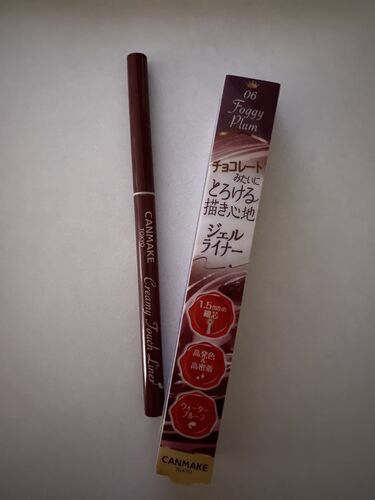 CANMAKE
TOKYO
Creamy Touch Liner
06
Foggy
Plum
チョコレート
みたいに
とろける
描き心地
ジェル
ライナー
1.5mmの
細芯
高発色&
高密着
ウォーター
プルーフ
CANMAKE
TOKYO